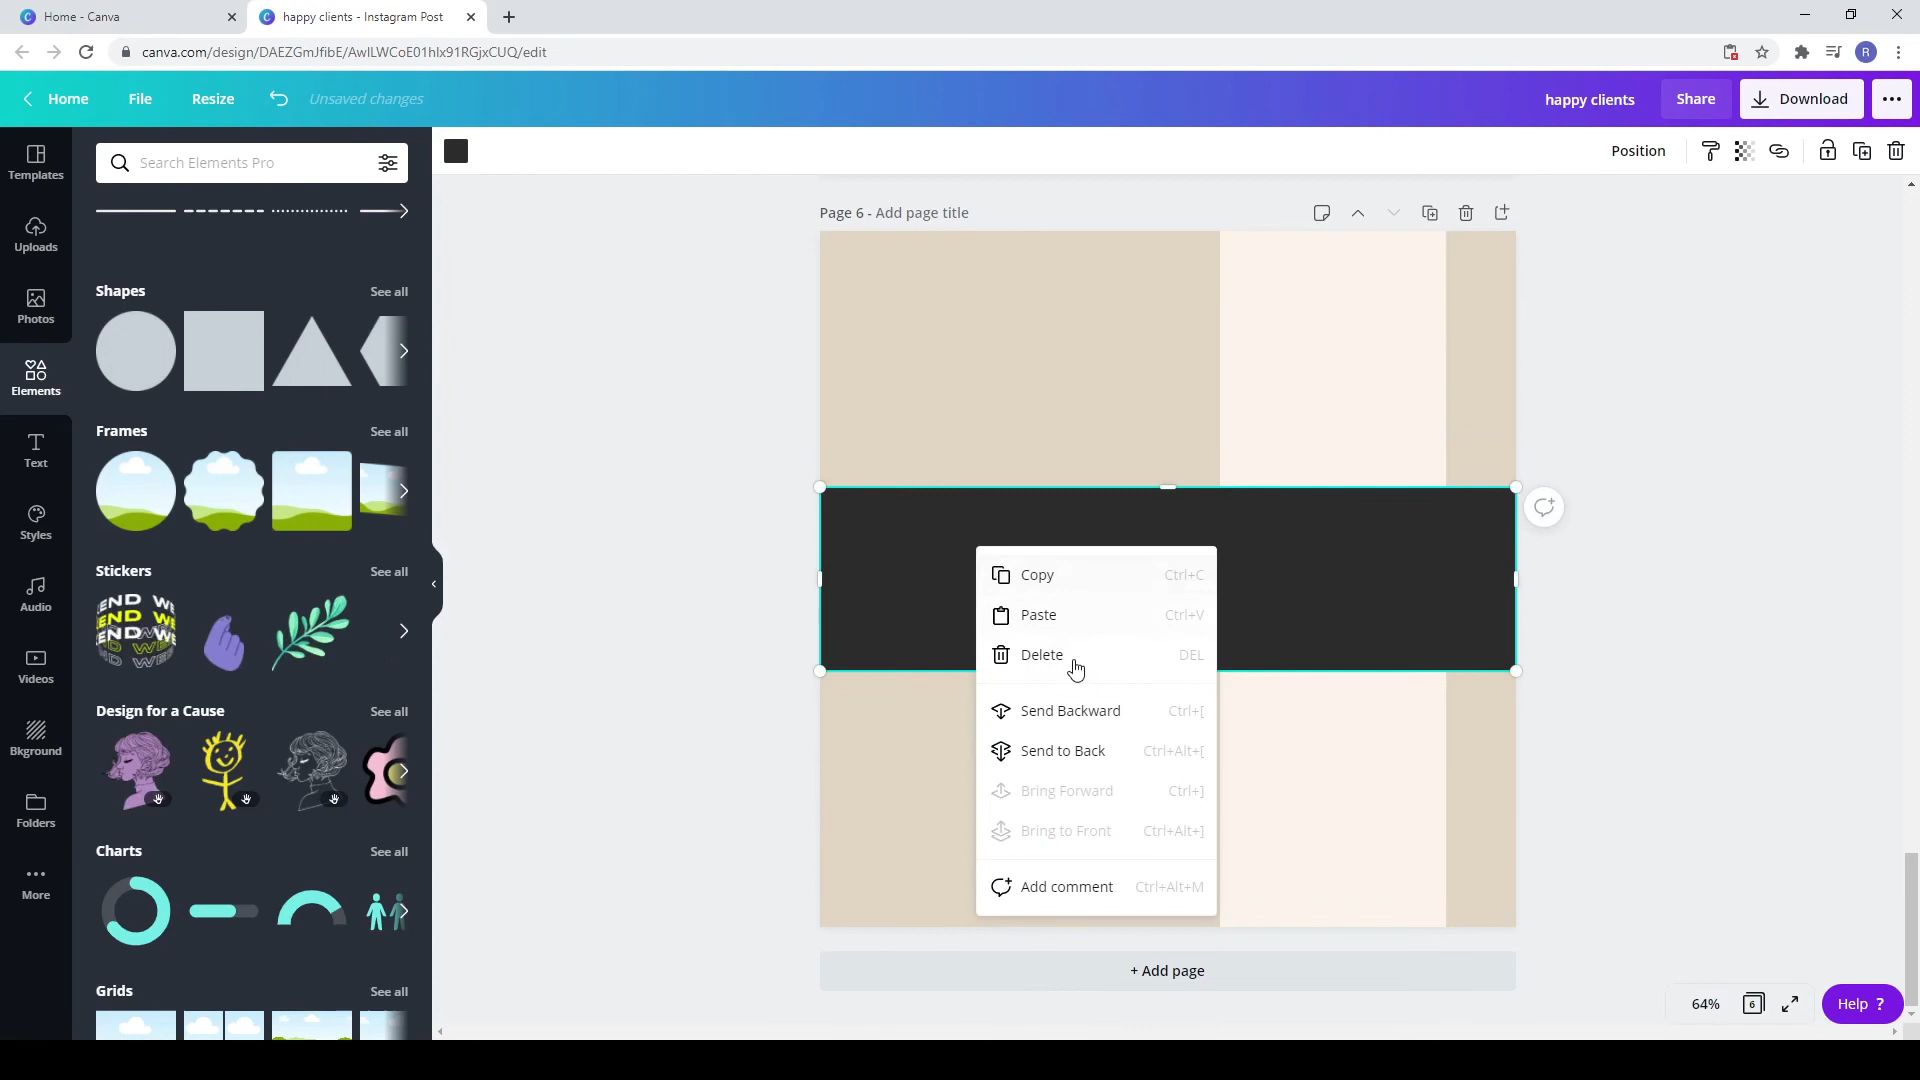 Home - Canva
happy clients - Instagram Post
canva.com/design/DAEZGmJfibE/AwlLWCoE01hlx91RGjxCUQ/edit
R
Home
File
Resize
Unsaved changes
happy clients
Share
Download
Templates
Uploads
Photos
Elements
Text
Styles
Audio
Videos
Bkground
Folders
More
Search Elements Pro
Shapes
See all
Frames
See all
Stickers
See all
Design for a Cause
See all
Charts
See all
Grids
See all
Position
Page 6 - Add page title
Copy Ctrl+C
Paste Ctrl+V
Delete DEL
Send Backward Ctrl+[
Send to Back Ctrl+Alt+[
Bring Forward Ctrl+]
Bring to Front Ctrl+Alt+]
Add comment Ctrl+Alt+M
+ Add page
64%
6
Help ?